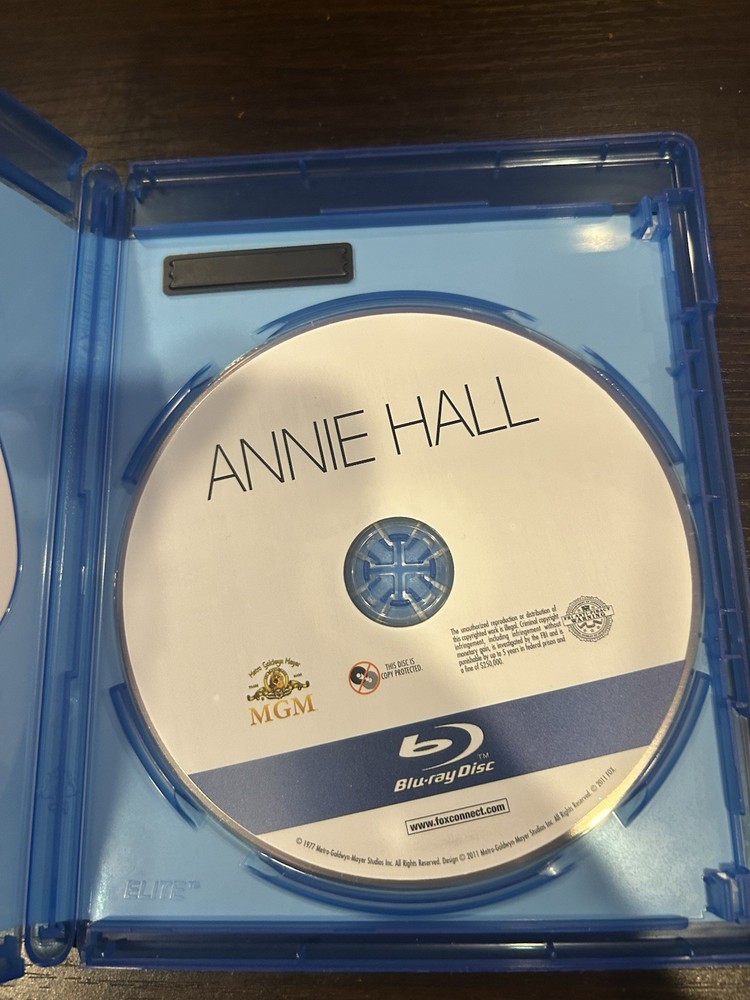 ANNIE HALL
The unauthorized reproduction or distribution of
this copyrighted work is illegal. Criminal copyright
infringement, including infringement without
monetary gain, is investigated by the FBI and is
punishable by up to 5 years in federal prison and
a fine of $250,000.
WARNING
Metro Goldwyn Mayer
MGM
THIS DISC IS
COPY PROTECTED.
Blu-ray Disc™
www.foxconnect.com
© 1977 Metro-Goldwyn-Mayer Studios Inc. All Rights Reserved. Design © 2011 Metro-Goldwyn-Mayer Studios Inc. All Rights Reserved. © 2011 FOX.
ELITE™